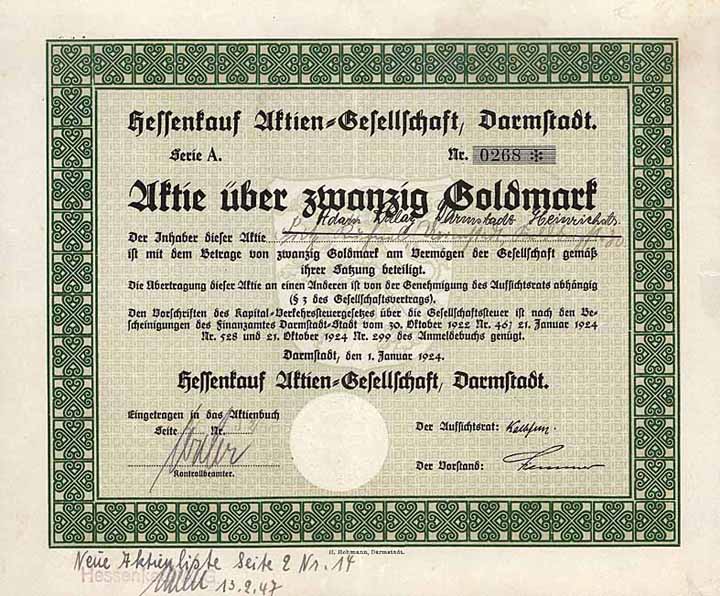 Hessenkauf Aktien-Gesellschaft, Darmstadt.
Serie A. Nr. 0268 *
Aktie über zwanzig Goldmark
Adam Darmstadt Heinrichstr.
Der Inhaber dieser Aktie
ist mit dem Betrage von zwanzig Goldmark am Vermögen der Gesellschaft gemäß
ihrer Satzung beteiligt.
Die Übertragung dieser Aktie an einen Anderen ist von der Genehmigung des Aufsichtsrats abhängig
(§ 3 des Gesellschaftsvertrags).
Den Vorschriften des Kapital-Verkehrssteuergesetzes über die Gesellschaftsteuer ist nach den Be-
scheinigungen des Finanzamtes Darmstadt-Stadt vom 30. Oktober 1922 Nr. 46/ 21. Januar 1924
Nr. 528 und 21. Oktober 1924 Nr. 299 des Anmeldebuchs genügt.
Darmstadt, den 1. Januar 1924.
Hessenkauf Aktien-Gesellschaft, Darmstadt.
Eingetragen in das Aktienbuch
Seite Nr.
Kontrollbeamter.
Der Aufsichtsrat:
Der Vorstand:
H. Hohmann, Darmstadt.
Neue Aktienliste Seite 2 Nr. 14
13.2.47